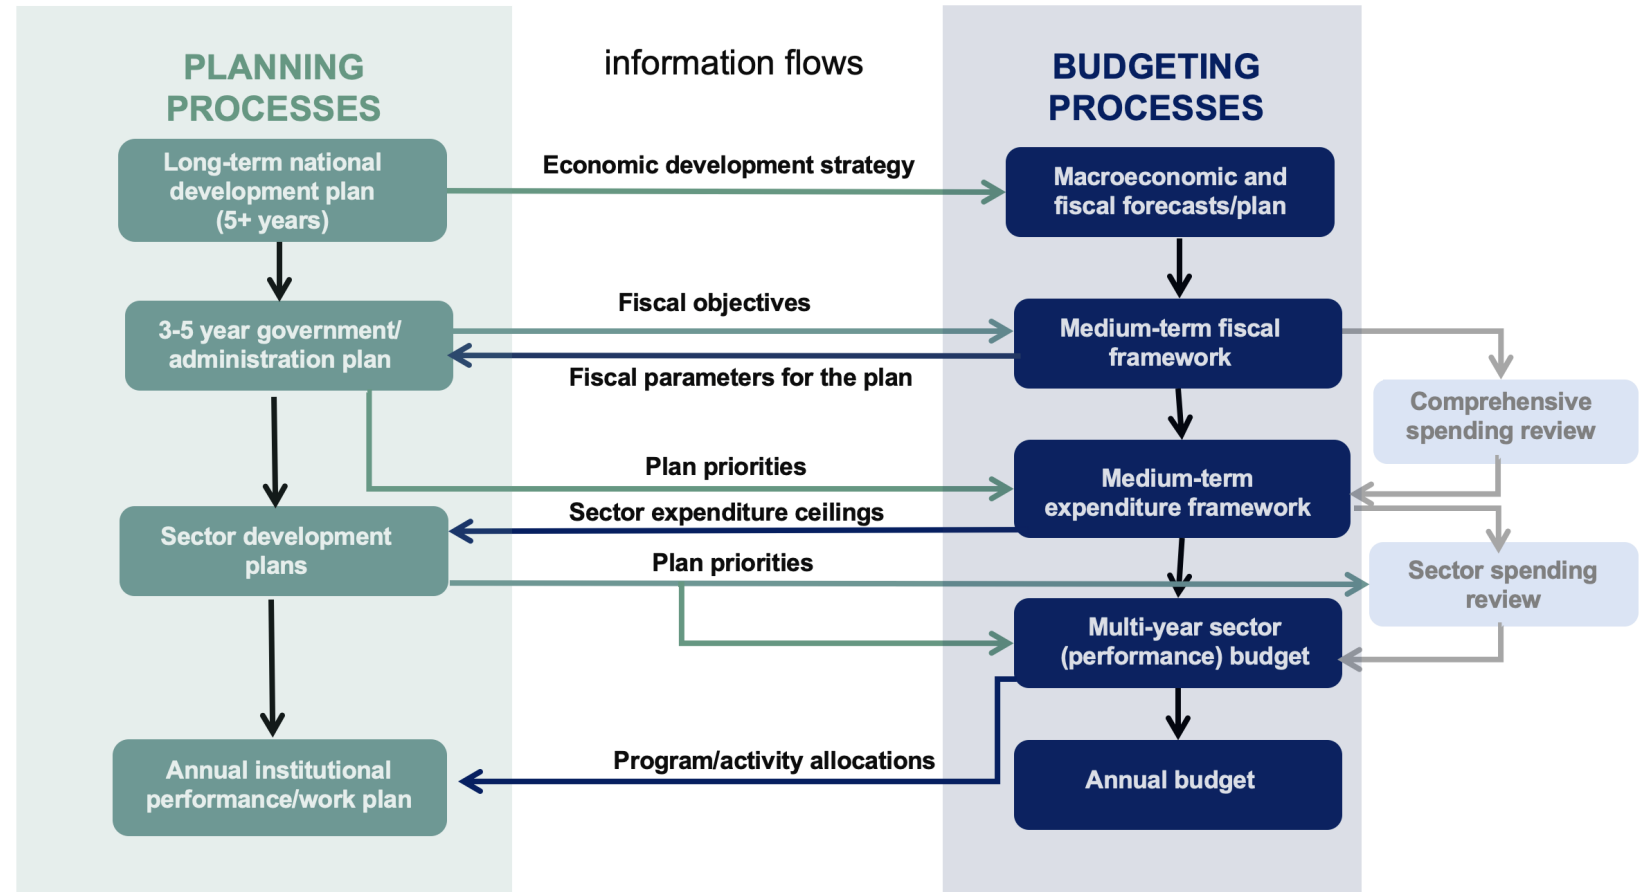 PLANNING
PROCESSES
information flows
BUDGETING
PROCESSES
Long-term national
development plan
(5+ years)
Economic development strategy
Macroeconomic and
fiscal forecasts/plan
3-5 year government/
administration plan
Fiscal objectives
Fiscal parameters for the plan
Medium-term fiscal
framework
Comprehensive
spending review
Plan priorities
Medium-term
expenditure framework
Sector expenditure ceilings
Sector development
plans
Plan priorities
Sector spending
review
Multi-year sector
(performance) budget
Annual institutional
performance/work plan
Program/activity allocations
Annual budget